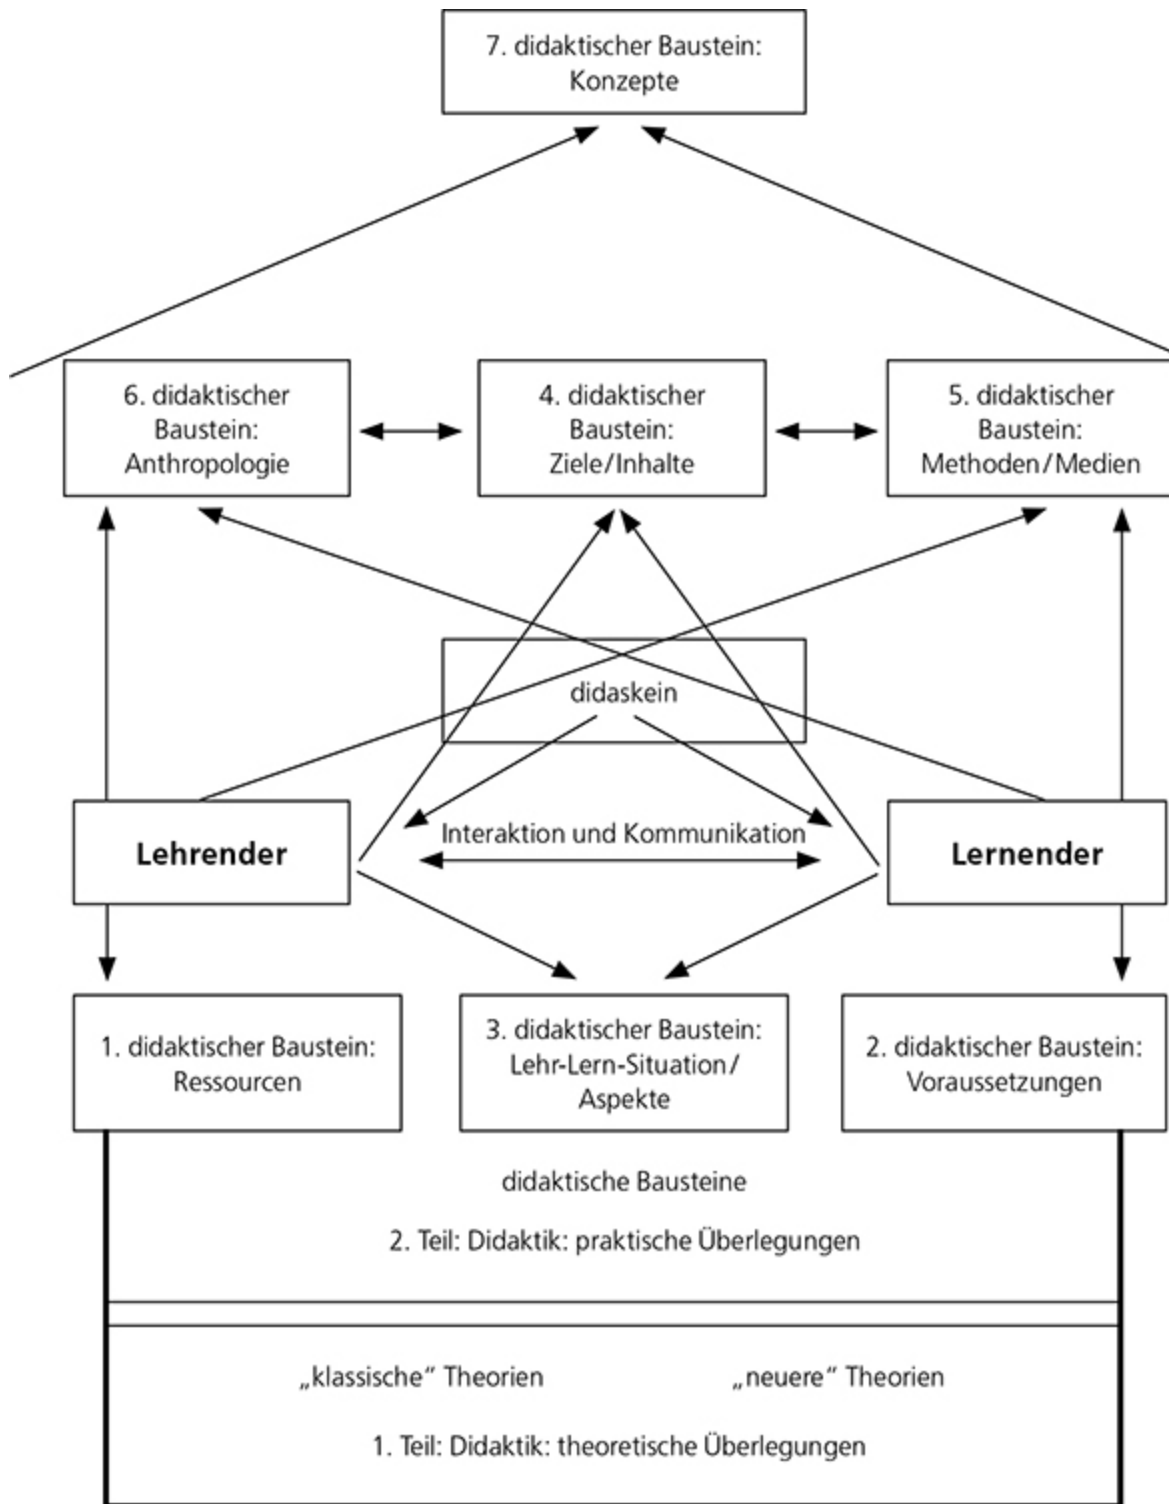 7. didaktischer Baustein:
Konzepte
6. didaktischer
Baustein:
Anthropologie
4. didaktischer
Baustein:
Ziele/Inhalte
5. didaktischer
Baustein:
Methoden/Medien
didaskein
Interaktion und Kommunikation
Lehrender
Lernender
1. didaktischer Baustein:
Ressourcen
3. didaktischer Baustein:
Lehr-Lern-Situation/
Aspekte
2. didaktischer Baustein:
Voraussetzungen
didaktische Bausteine
2. Teil: Didaktik: praktische Überlegungen
„klassische“ Theorien
„neuere“ Theorien
1. Teil: Didaktik: theoretische Überlegungen